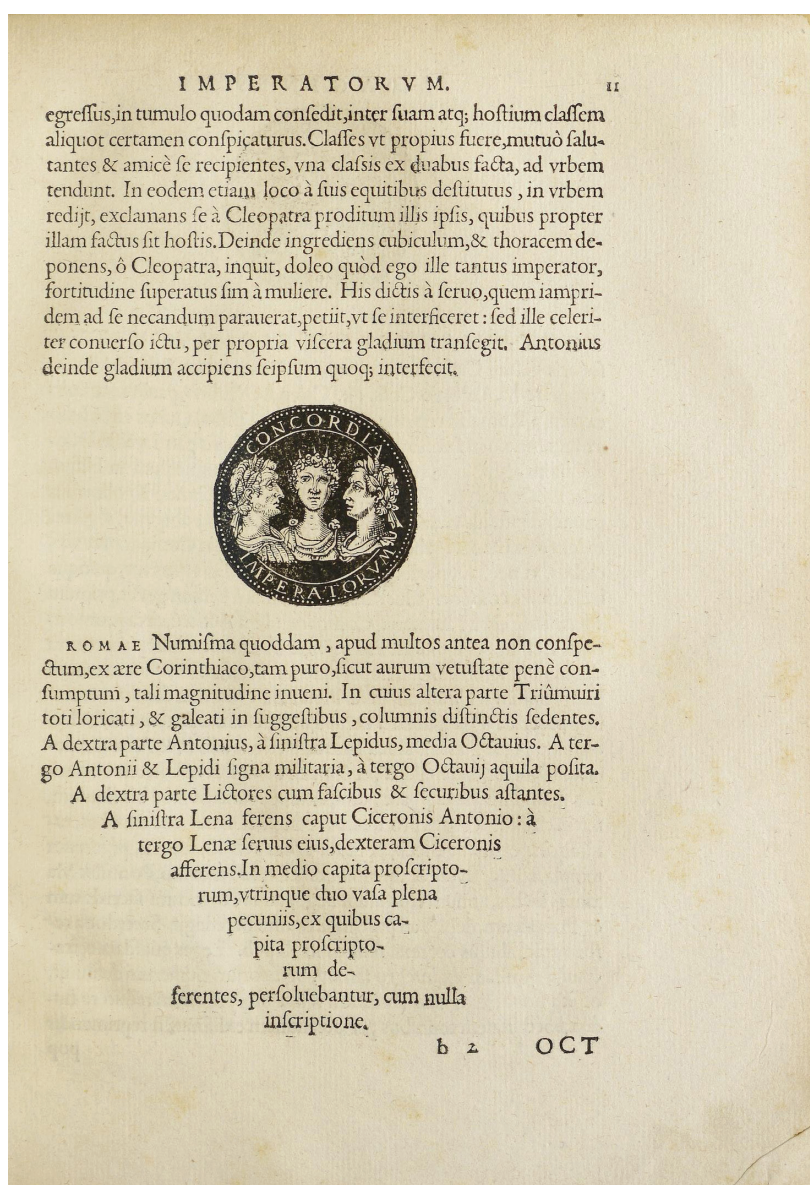 IMPERATORVM. 11
egreſſus,in tumulo quodam conſedit,inter ſuam atq; hoſtium claſſem
aliquot certamen conſpicaturus.Claſſes vt propius fuere,mutuò ſalu-
tantes & amicè ſe recipientes, vna claſsis ex duabus facta, ad vrbem
tendunt. In eodem etiam loco à ſuis equitibus deſtitutus , in vrbem
redijt, exclamans ſe à Cleopatra proditum illis ipſis, quibus propter
illam factus ſit hoſtis.Deinde ingrediens cubiculum,& thoracem de-
ponens, ô Cleopatra, inquit, doleo quòd ego ille tantus imperator,
fortitudine ſuperatus ſim à muliere. His dictis à ſeruo,quem iampri-
dem ad ſe necandum parauerat,petiit,vt ſe interficeret : ſed ille celeri-
ter conuerſo ictu , per propria viſcera gladium tranſegit. Antonius
deinde gladium accipiens ſeipſum quoq; interfecit.
CONCORDIA
IMPERATORVM
ROMAE Numiſma quoddam , apud multos antea non conſpe-
ctum,ex ære Corinthiaco,tam puro,ſicut aurum vetuſtate penè con-
ſumptum , tali magnitudine inueni. In cuius altera parte Triûmuiri
toti loricati , & galeati in ſuggeſtibus , columnis diſtinctis ſedentes.
A dextra parte Antonius, à ſiniſtra Lepidus, media Octauius. A ter-
go Antonii & Lepidi ſigna militaria, à tergo Octauij aquila poſita.
A dextra parte Lictores cum faſcibus & ſecuribus aſtantes.
A ſiniſtra Lena ferens caput Ciceronis Antonio : à
tergo Lenæ ſeruus eius,dexteram Ciceronis
afferens.In medio capita proſcripto-
rum,vtrinque duo vaſa plena
pecuniis,ex quibus ca-
pita proſcripto-
rum de-
ferentes, perſoluebantur, cum nulla
inſcriptione.
b 2 OCT